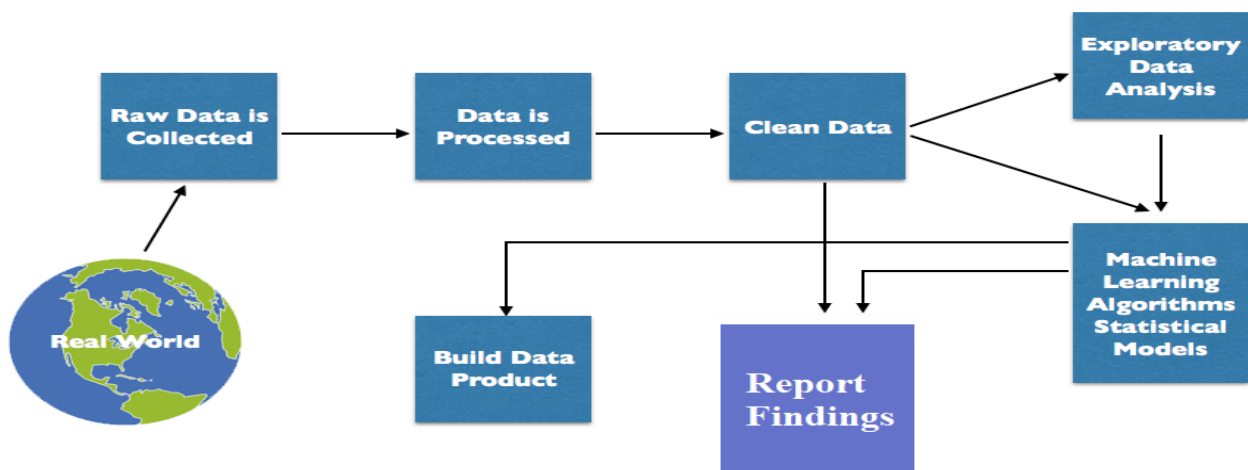 Exploratory
Data
Analysis
Raw Data is
Collected
Data is
Processed
Clean Data
Machine
Learning
Algorithms
Statistical
Models
Real World
Build Data
Product
Report
Findings